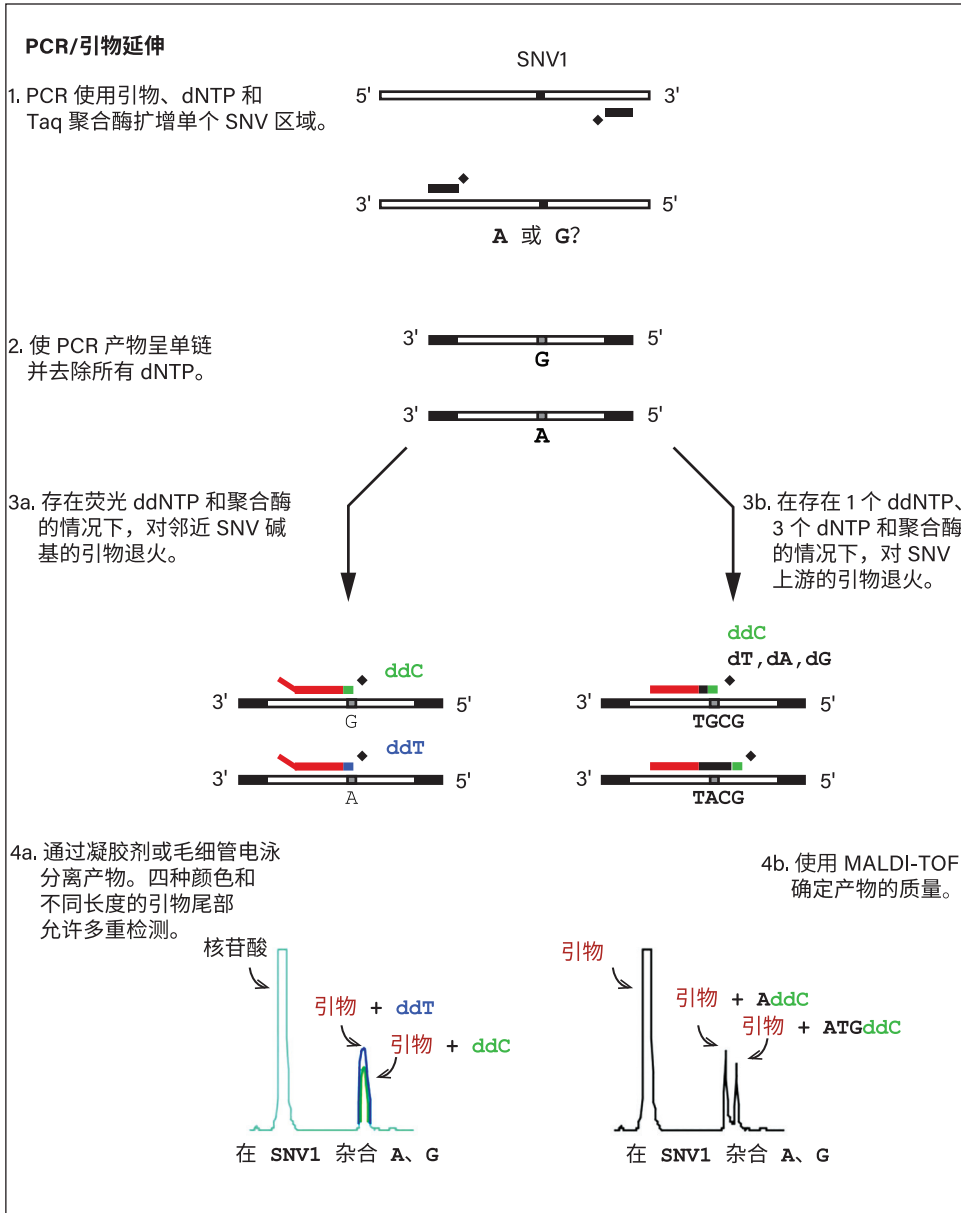 PCR/引物延伸
SNV1
1. PCR 使用引物、dNTP 和
Taq 聚合酶扩增单个 SNV 区域。
5' 3'
3' 5'
A 或 G?
2. 使 PCR 产物呈单链
并去除所有 dNTP。
3' 5'
G
3' 5'
A
3a. 存在荧光 ddNTP 和聚合酶
的情况下，对邻近 SNV 碱
基的引物退火。
3b. 在存在 1 个 ddNTP、
3 个 dNTP 和聚合酶
的情况下，对 SNV
上游的引物退火。
ddC
3' 5'
G
ddT
3' 5'
A
ddC
dT,dA,dG
3' 5'
TGCG
3' 5'
TACG
4a. 通过凝胶剂或毛细管电泳
分离产物。四种颜色和
不同长度的引物尾部
允许多重检测。
4b. 使用 MALDI-TOF
确定产物的质量。
核苷酸
引物 + ddT
引物 + ddC
在 SNV1 杂合 A、G
引物
引物 + AddC
引物 + ATGddC
在 SNV1 杂合 A、G